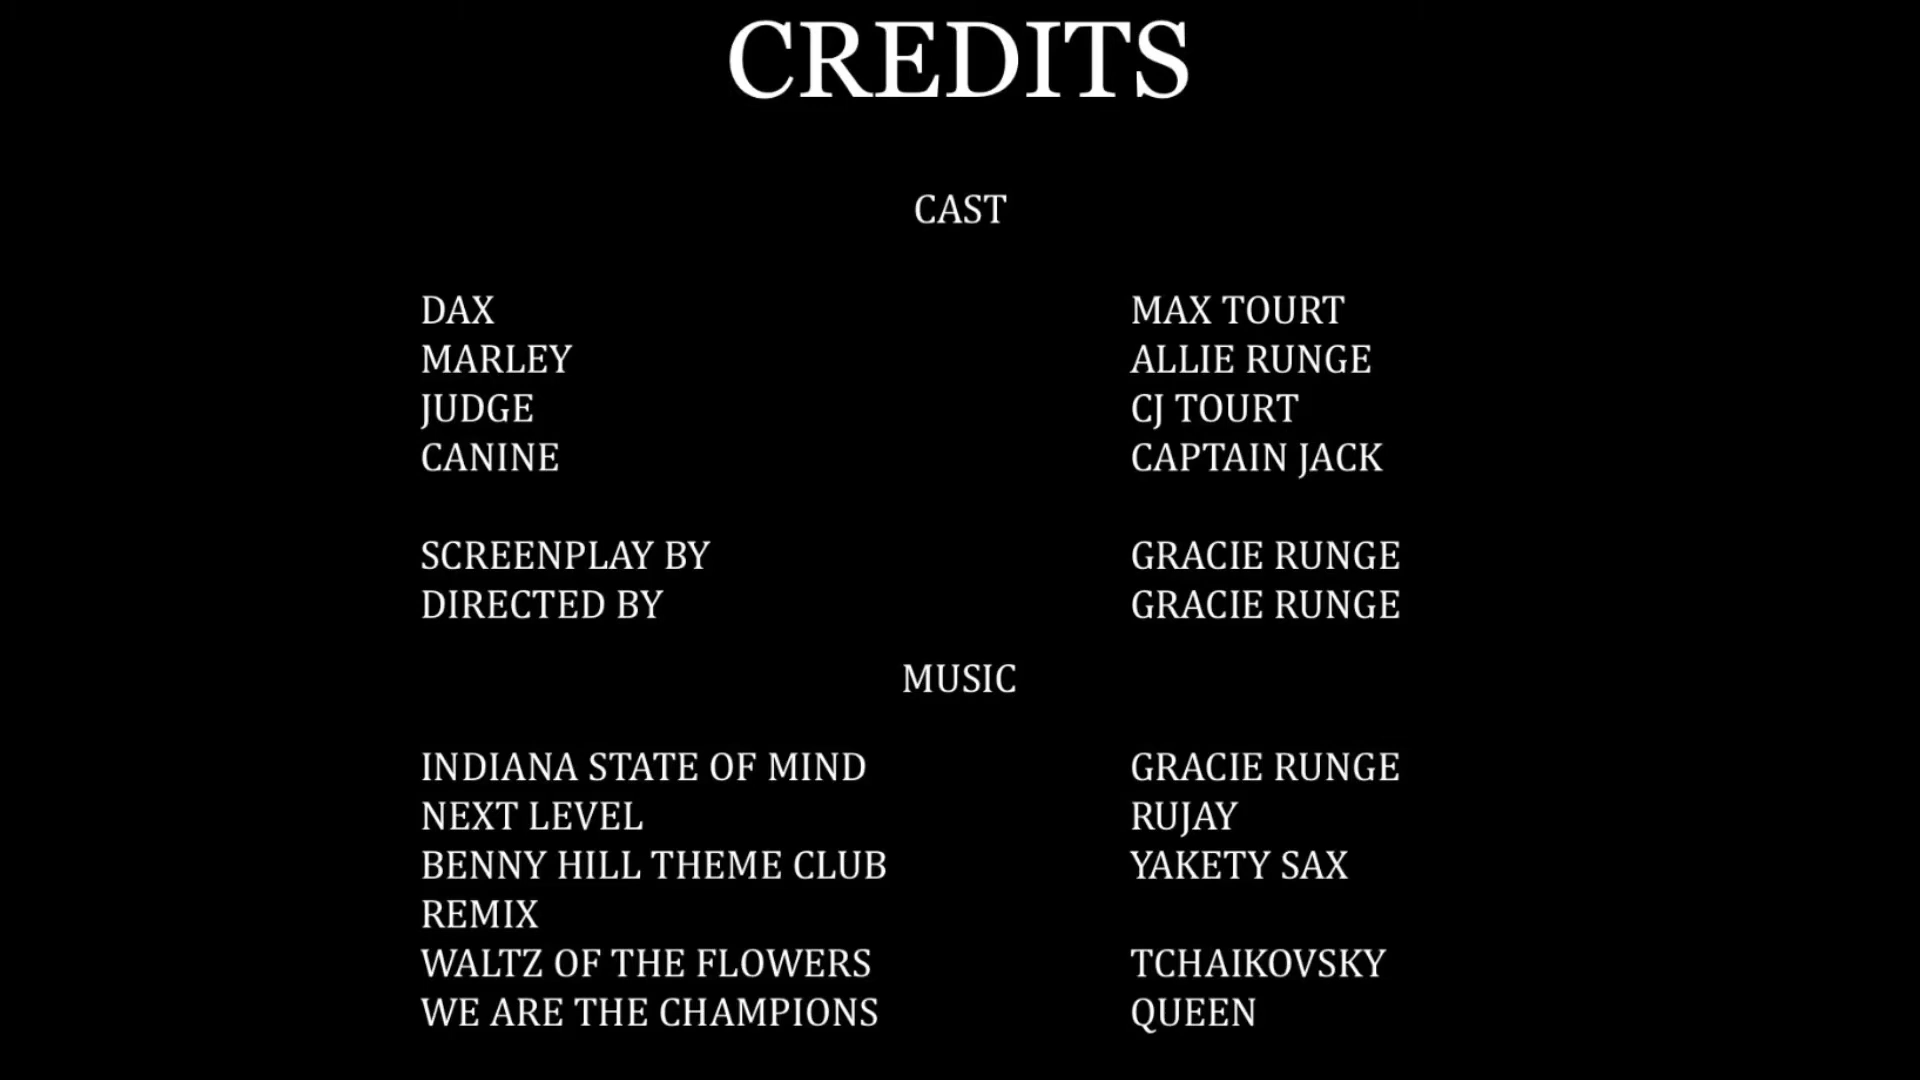 CREDITS
CAST
DAX MAX TOURT
MARLEY ALLIE RUNGE
JUDGE CJ TOURT
CANINE CAPTAIN JACK
SCREENPLAY BY GRACIE RUNGE
DIRECTED BY GRACIE RUNGE
MUSIC
INDIANA STATE OF MIND GRACIE RUNGE
NEXT LEVEL RUJAY
BENNY HILL THEME CLUB YAKETY SAX
REMIX
WALTZ OF THE FLOWERS TCHAIKOVSKY
WE ARE THE CHAMPIONS QUEEN